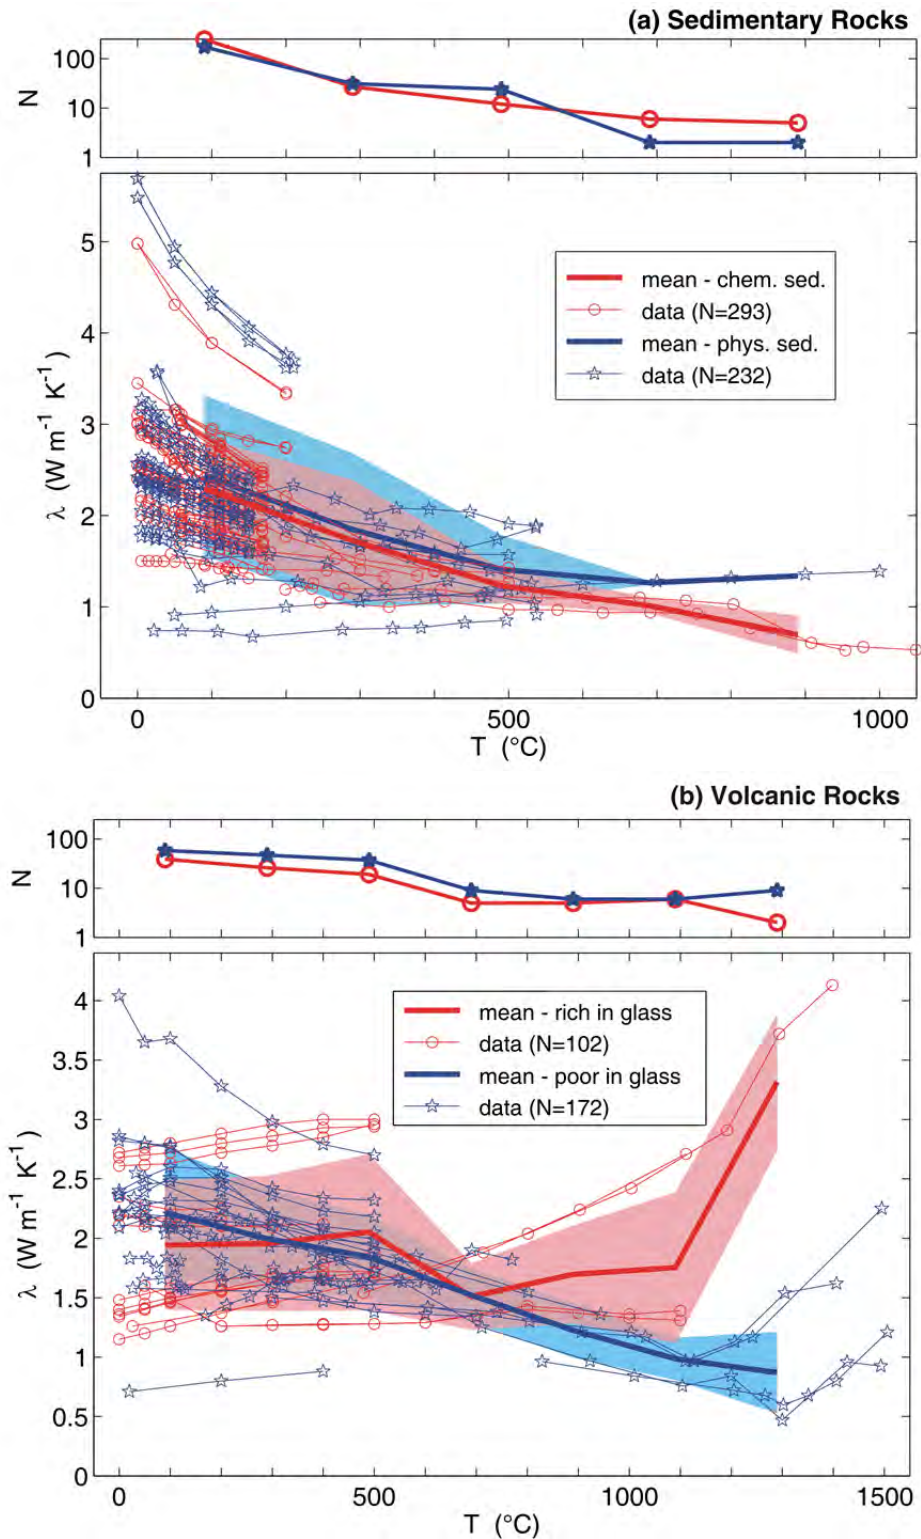 (a) Sedimentary Rocks
100
10
1
N
5
4
3
2
1
0
λ (W m⁻¹ K⁻¹)
mean - chem. sed.
data (N=293)
mean - phys. sed.
data (N=232)
0 500 1000
T (°C)
(b) Volcanic Rocks
100
10
1
N
4
3.5
3
2.5
2
1.5
1
0.5
0
λ (W m⁻¹ K⁻¹)
mean - rich in glass
data (N=102)
mean - poor in glass
data (N=172)
0 500 1000 1500
T (°C)